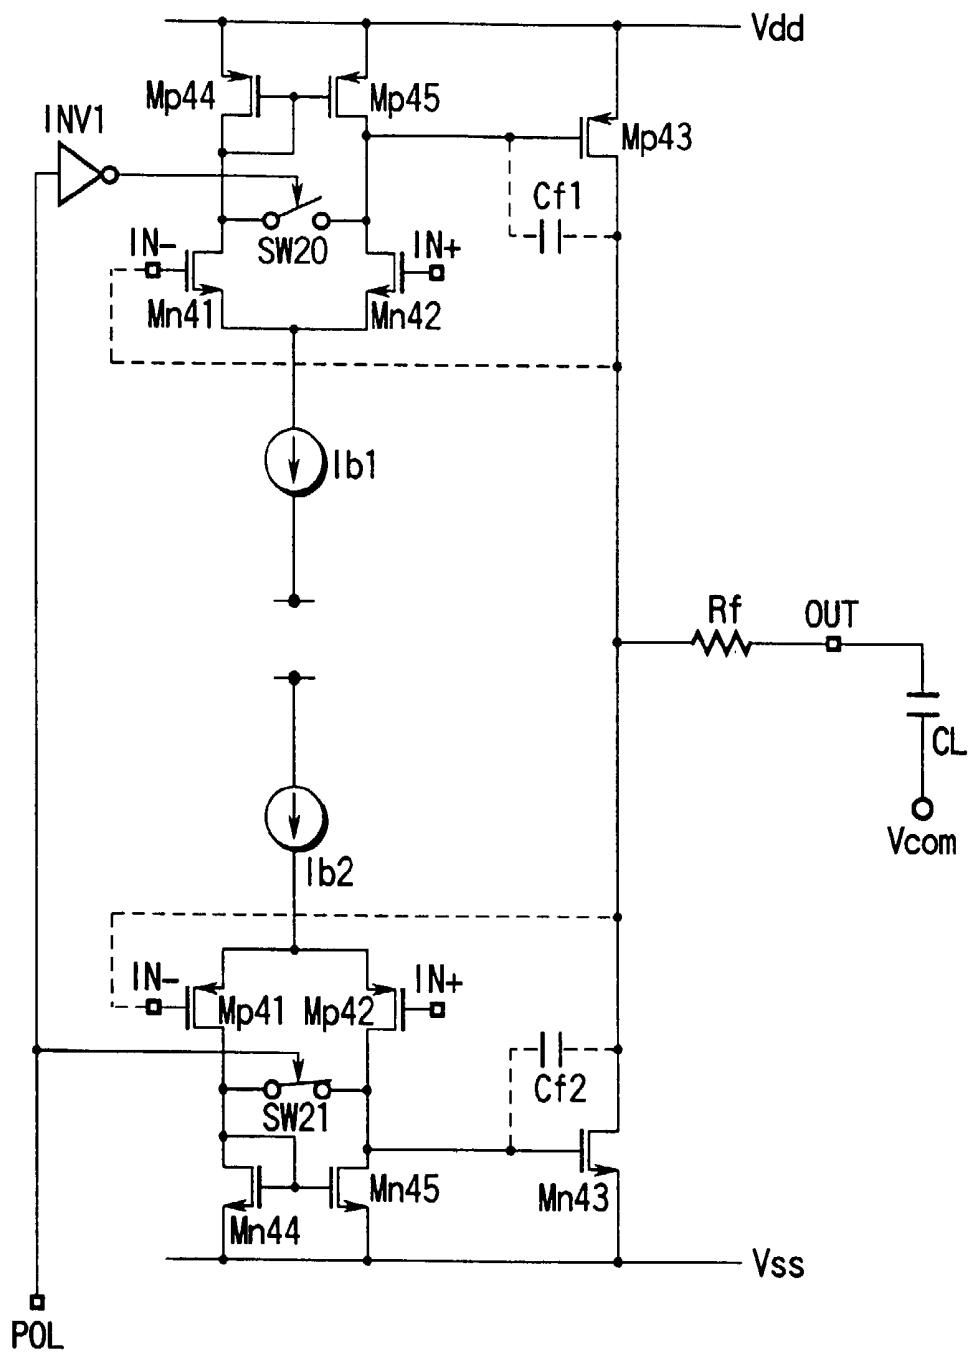 Vdd
Mp44
Mp45
INV1
Mp43
Cf1
IN-
SW20
IN+
Mn41
Mn42
Ib1
Rf
OUT
CL
Vcom
Ib2
IN-
Mp41
Mp42
IN+
Cf2
SW21
Mn45
Mn43
Mn44
Vss
POL